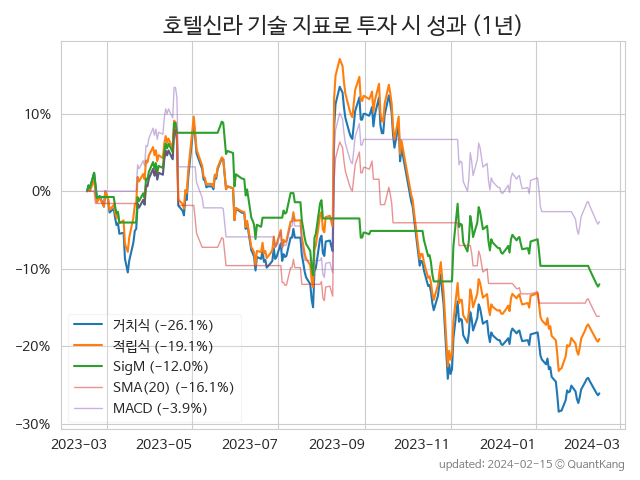 호텔신라 기술 지표로 투자 시 성과 (1년)
10%
0%
−10%
−20%
−30%
거치식 (−26.1%)
적립식 (−19.1%)
SigM (−12.0%)
SMA(20) (−16.1%)
MACD (−3.9%)
2023−03 2023−05 2023−07 2023−09 2023−11 2024−01 2024−03
updated: 2024−02−15 ⓒ QuantKang